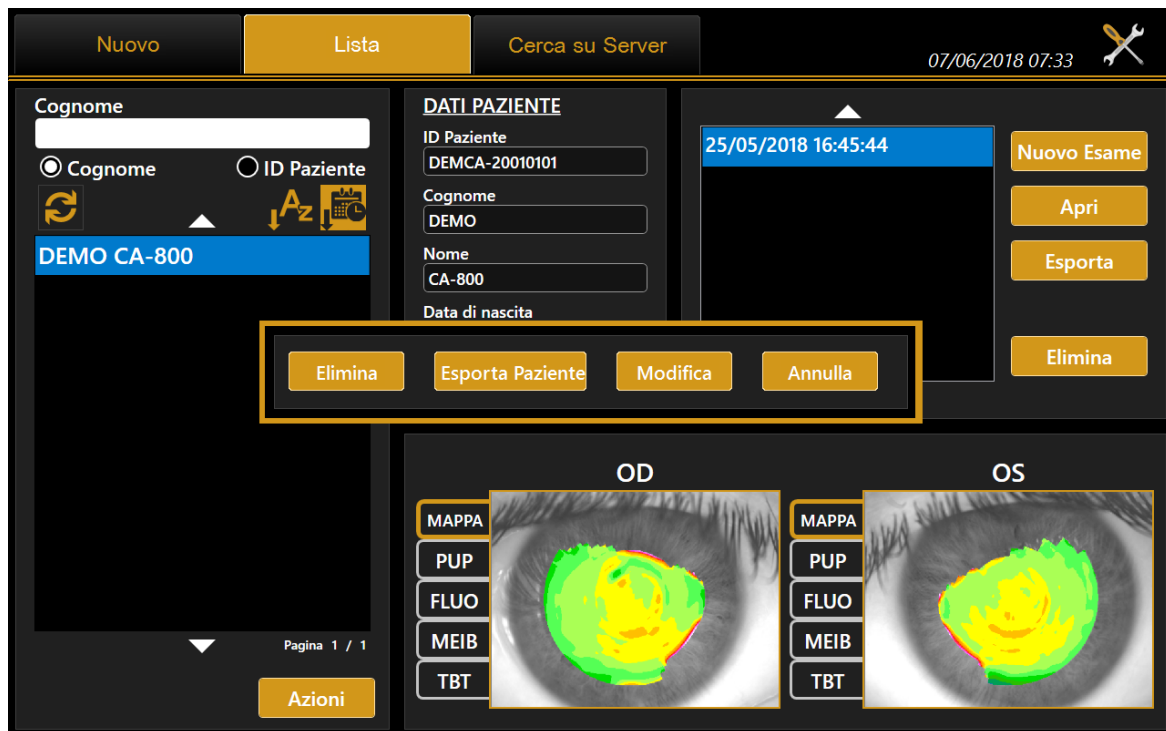 Nuovo
Lista
Cerca su Server
07/06/2018 07:33
Cognome
Cognome
ID Paziente
AZ
DEMO CA-800
Pagina 1 / 1
Azioni
DATI PAZIENTE
ID Paziente
DEMCA-20010101
Cognome
DEMO
Nome
CA-800
Data di nascita
25/05/2018 16:45:44
Nuovo Esame
Apri
Esporta
Elimina
Elimina
Esporta Paziente
Modifica
Annulla
OD
MAPPA
PUP
FLUO
MEIB
TBT
OS
MAPPA
PUP
FLUO
MEIB
TBT